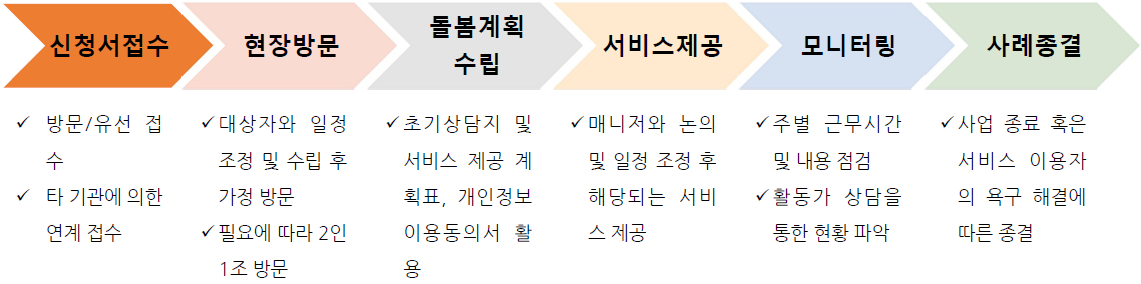 신청서접수
현장방문
돌봄계획
수립
서비스제공
모니터링
사례종결
✓ 방문/유선 접
수
✓ 타 기관에 의한
연계 접수
✓ 대상자와 일정
조정 및 수립 후
가정 방문
✓ 필요에 따라 2인
1조 방문
✓ 초기상담지 및
서비스 제공 계
획표, 개인정보
이용동의서 활
용
✓ 매니저와 논의
및 일정 조정 후
해당되는 서비
스 제공
✓ 주별 근무시간
및 내용 점검
✓ 활동가 상담을
통한 현황 파악
✓ 사업 종료 혹은
서비스 이용자
의 욕구 해결에
따른 종결